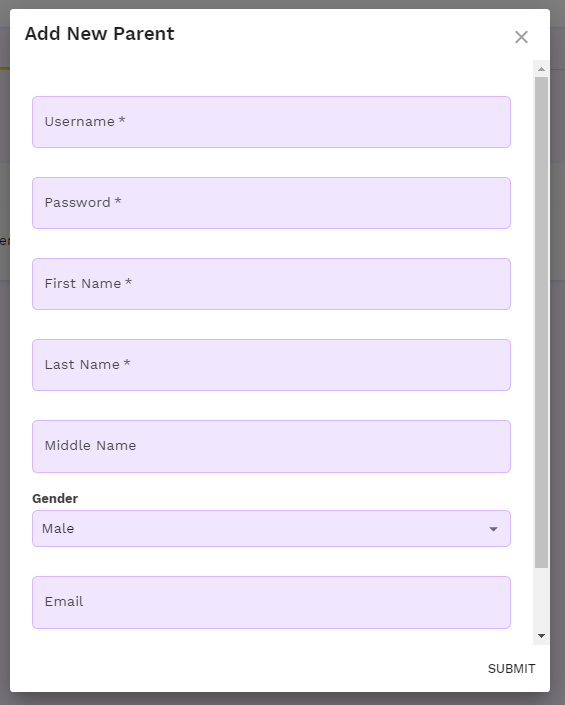 Add New Parent
Username *
Password *
First Name *
Last Name *
Middle Name
Gender
Male
Email
SUBMIT